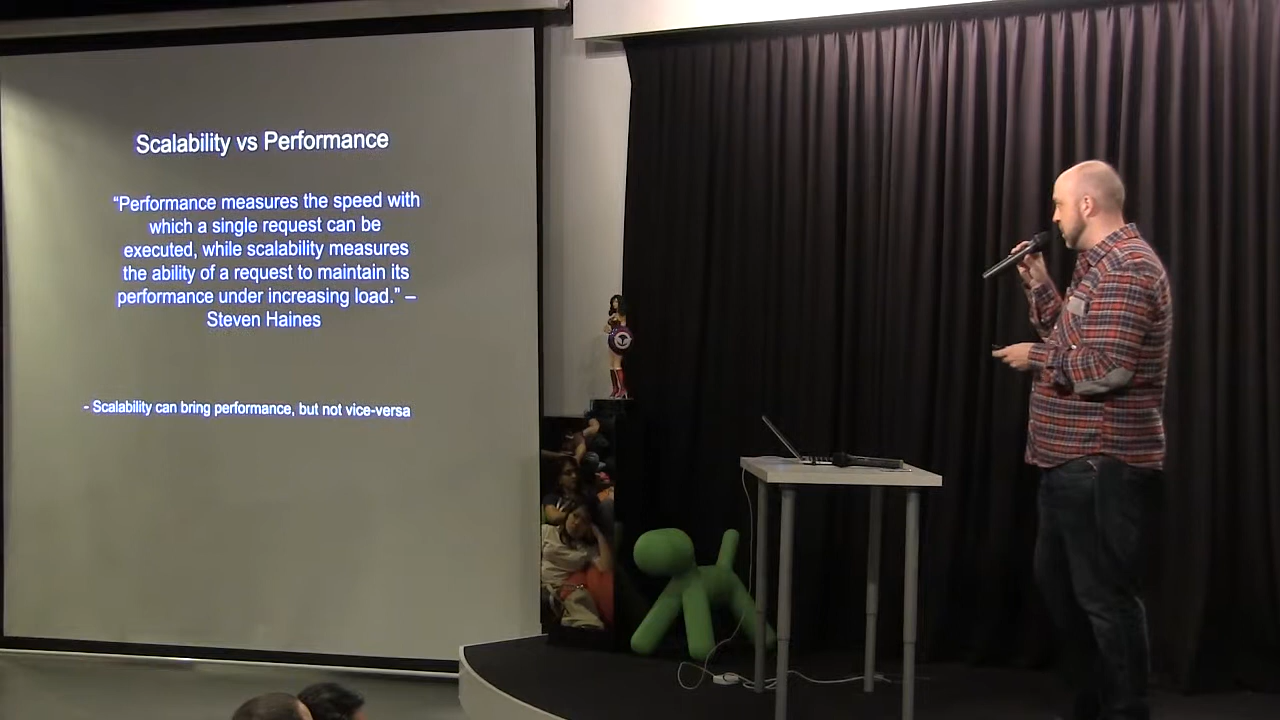 Scalability vs Performance
“Performance measures the speed with
which a single request can be
executed, while scalability measures
the ability of a request to maintain its
performance under increasing load.” –
Steven Haines
- Scalability can bring performance, but not vice-versa